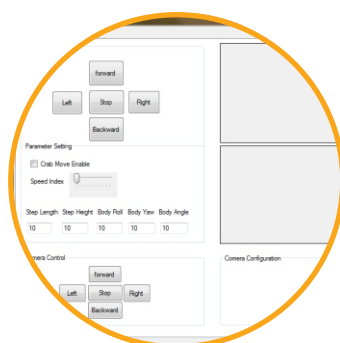 forward
Left Stop Right
Backward
Parameter Setting
Crab Move Enable
Speed Index
Step Length Step Height Body Roll Body Yaw Body Angle
10 10 10 10 10
mera Control
Comera Configuration
forward
Left Stop Right
Backward